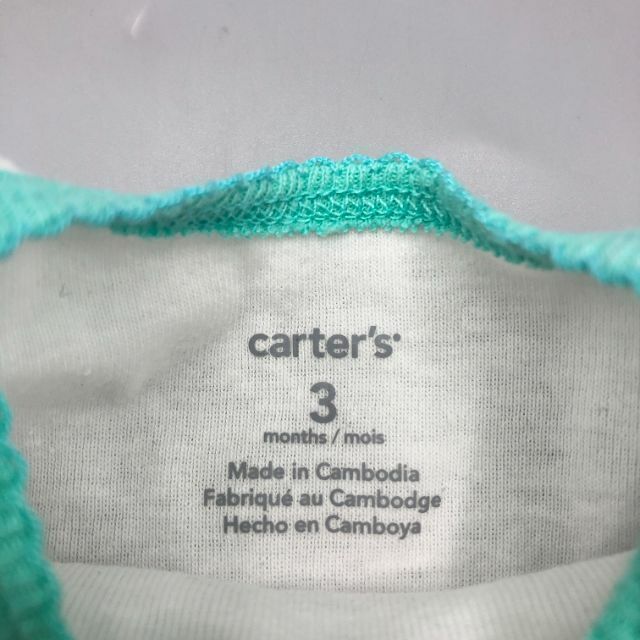 carter's
3
months / mois
Made in Cambodia
Fabriqué au Cambodge
Hecho en Camboya